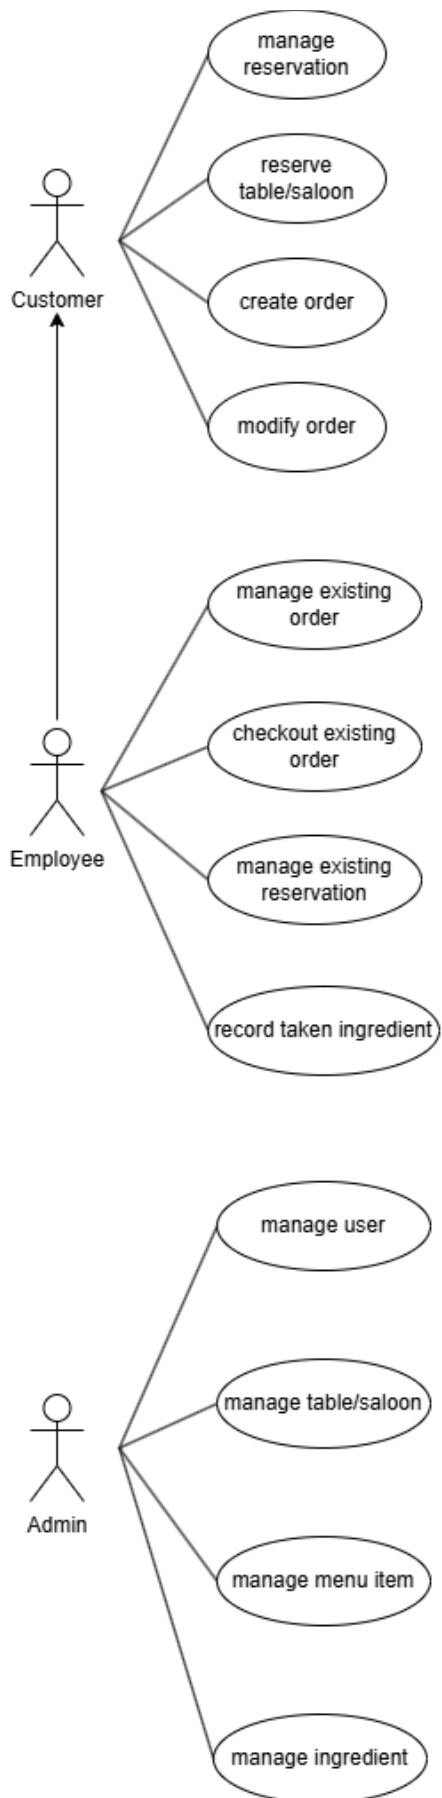 manage
reservation
reserve
table/saloon
Customer
create order
modify order
manage existing
order
checkout existing
order
Employee
manage existing
reservation
record taken ingredient
manage user
manage table/saloon
Admin
manage menu item
manage ingredient